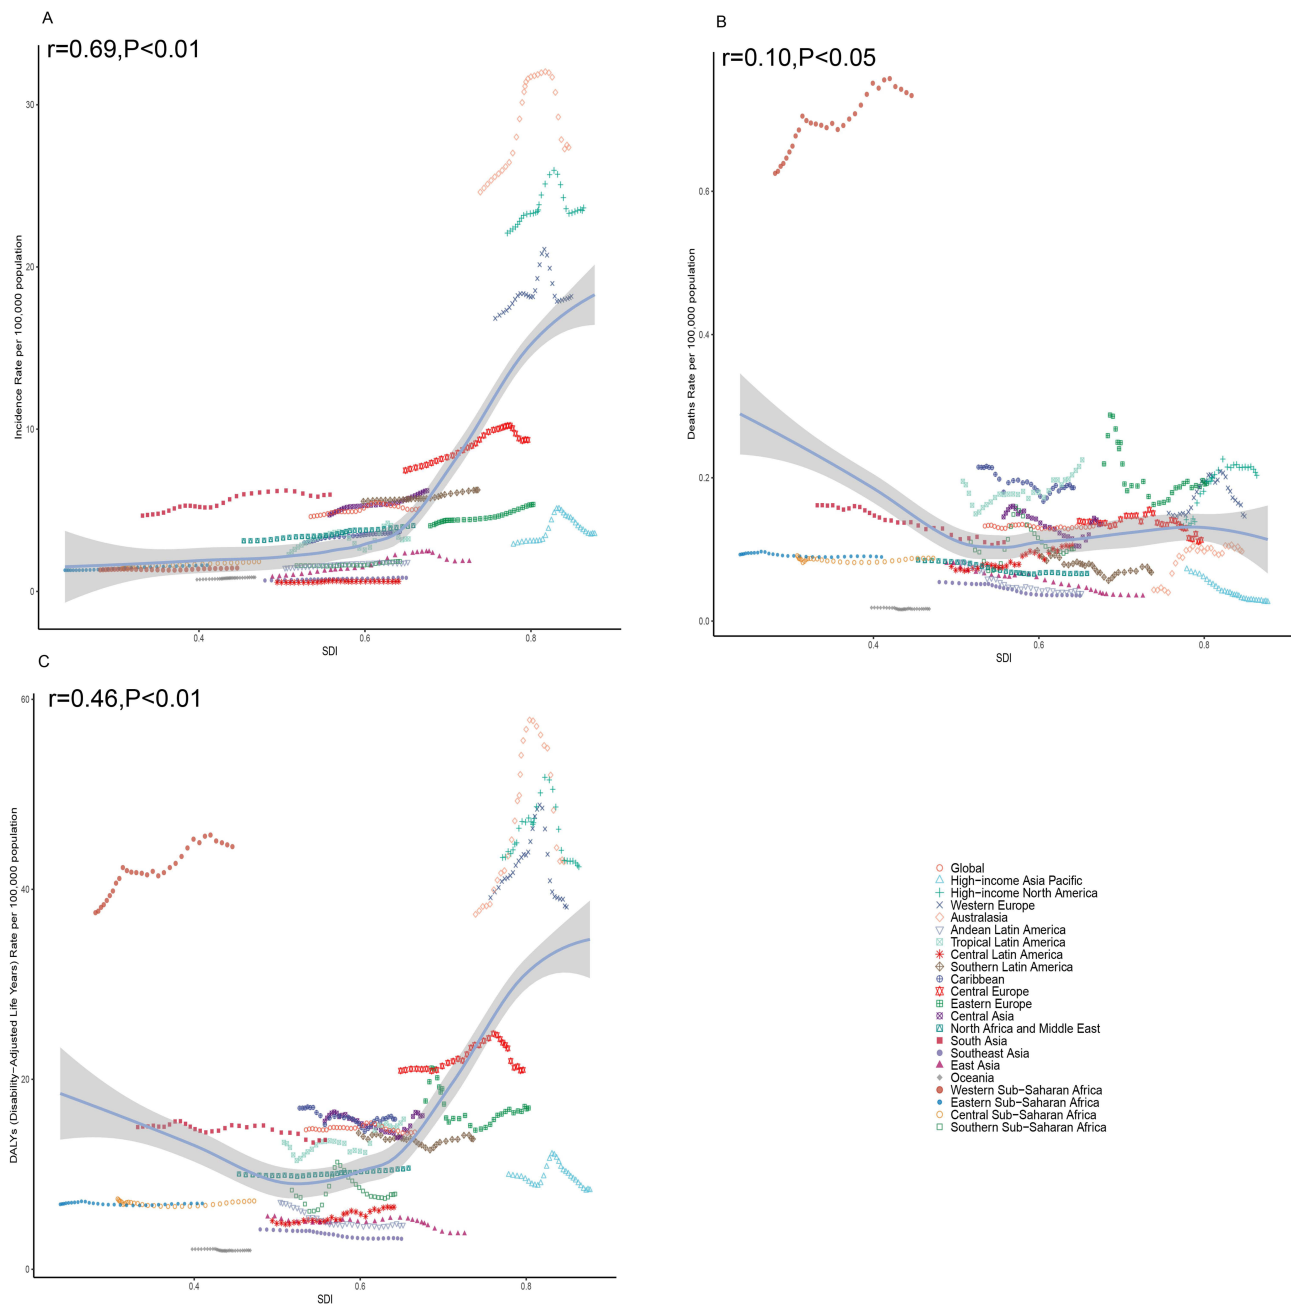 A
r=0.69,P<0.01
Incidence Rate per 100,000 population
30
20
10
0
0.4
0.6
0.8
SDI
B
r=0.10,P<0.05
Deaths Rate per 100,000 population
0.6
0.4
0.2
0.0
0.4
0.6
0.8
SDI
C
r=0.46,P<0.01
DALYs (Disability−Adjusted Life Years) Rate per 100,000 population
60
40
20
0
0.4
0.6
0.8
SDI
Global
High−income Asia Pacific
High−income North America
Western Europe
Australasia
Andean Latin America
Tropical Latin America
Central Latin America
Southern Latin America
Caribbean
Central Europe
Eastern Europe
Central Asia
North Africa and Middle East
South Asia
Southeast Asia
East Asia
Oceania
Western Sub−Saharan Africa
Eastern Sub−Saharan Africa
Central Sub−Saharan Africa
Southern Sub−Saharan Africa